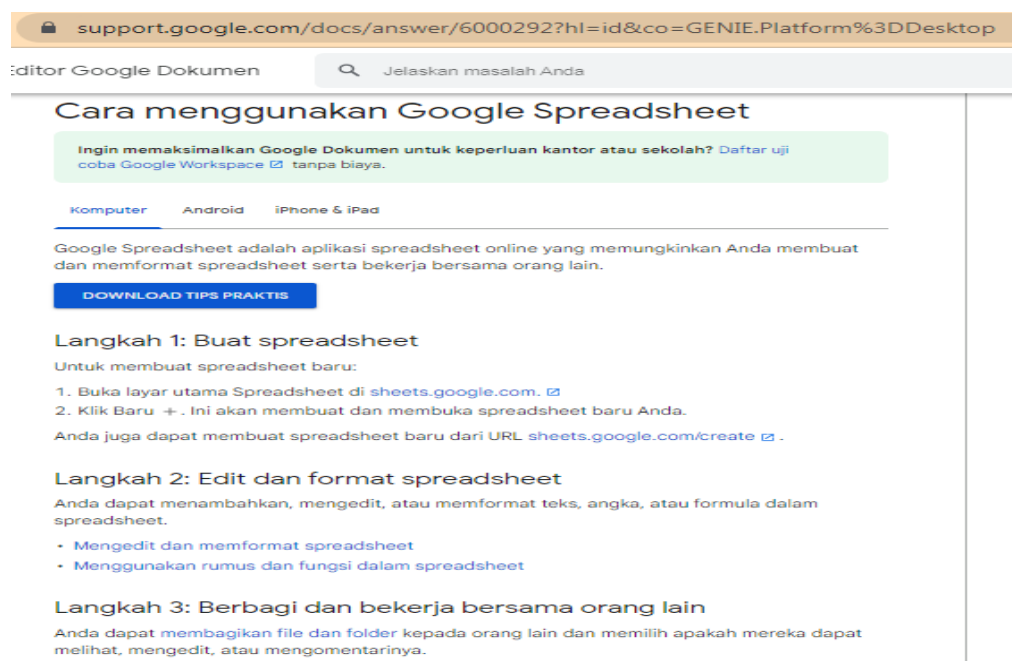 support.google.com/docs/answer/6000292?hl=id&co=GENIE.Platform%3DDesktop
Editor Google Dokumen
Jelaskan masalah Anda
Cara menggunakan Google Spreadsheet
Ingin memaksimalkan Google Dokumen untuk keperluan kantor atau sekolah? Daftar uji
coba Google Workspace tanpa biaya.
Komputer Android iPhone & iPad
Google Spreadsheet adalah aplikasi spreadsheet online yang memungkinkan Anda membuat
dan memformat spreadsheet serta bekerja bersama orang lain.
DOWNLOAD TIPS PRAKTIS
Langkah 1: Buat spreadsheet
Untuk membuat spreadsheet baru:
1. Buka layar utama Spreadsheet di sheets.google.com.
2. Klik Baru +. Ini akan membuat dan membuka spreadsheet baru Anda.
Anda juga dapat membuat spreadsheet baru dari URL sheets.google.com/create .
Langkah 2: Edit dan format spreadsheet
Anda dapat menambahkan, mengedit, atau memformat teks, angka, atau formula dalam
spreadsheet.
• Mengedit dan memformat spreadsheet
• Menggunakan rumus dan fungsi dalam spreadsheet
Langkah 3: Berbagi dan bekerja bersama orang lain
Anda dapat membagikan file dan folder kepada orang lain dan memilih apakah mereka dapat
melihat, mengedit, atau mengomentarinya.